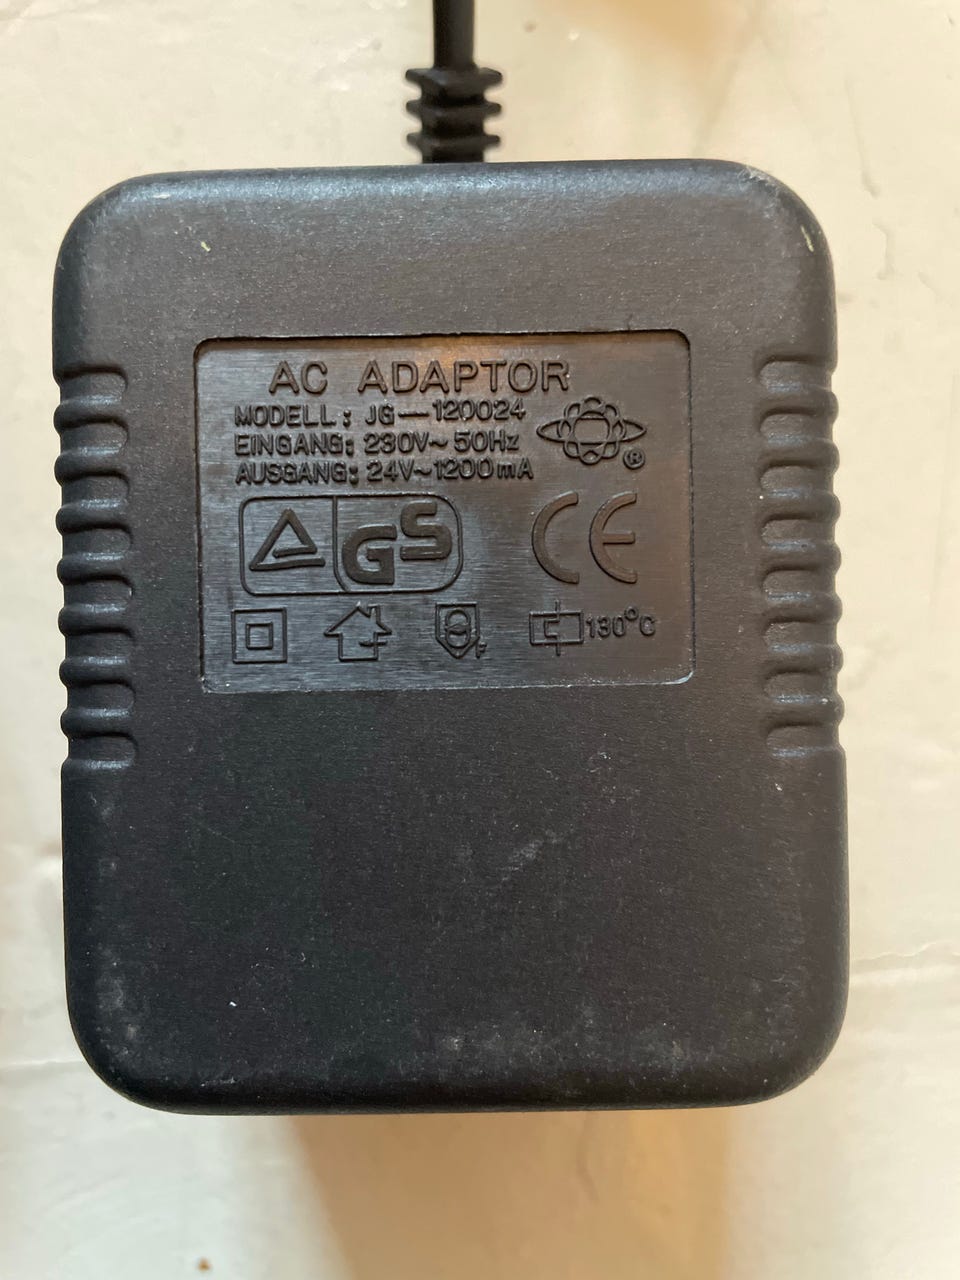 AC ADAPTOR
MODELL: JG-120024
EINGANG: 230V~ 50Hz
AUSGANG: 24V~1200mA
®
GS CE
F 130°C